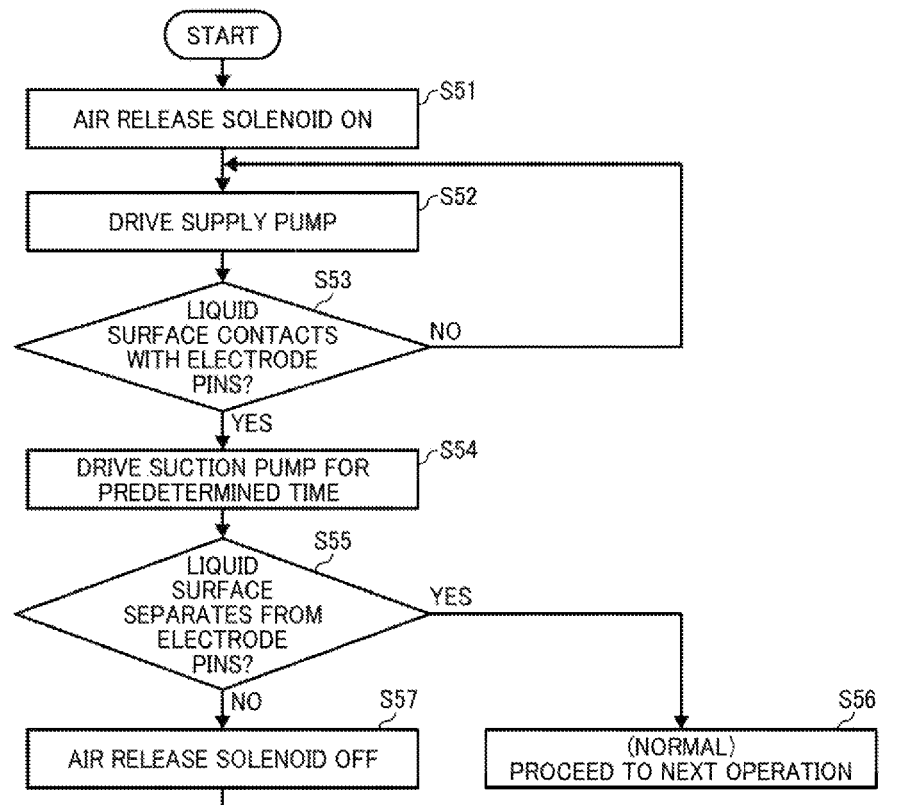 START
S51
AIR RELEASE SOLENOID ON
S52
DRIVE SUPPLY PUMP
S53
LIQUID
SURFACE CONTACTS
WITH ELECTRODE
PINS?
NO
YES
S54
DRIVE SUCTION PUMP FOR
PREDETERMINED TIME
S55
LIQUID
SURFACE
SEPARATES FROM
ELECTRODE
PINS?
YES
NO
S57
AIR RELEASE SOLENOID OFF
S56
(NORMAL)
PROCEED TO NEXT OPERATION